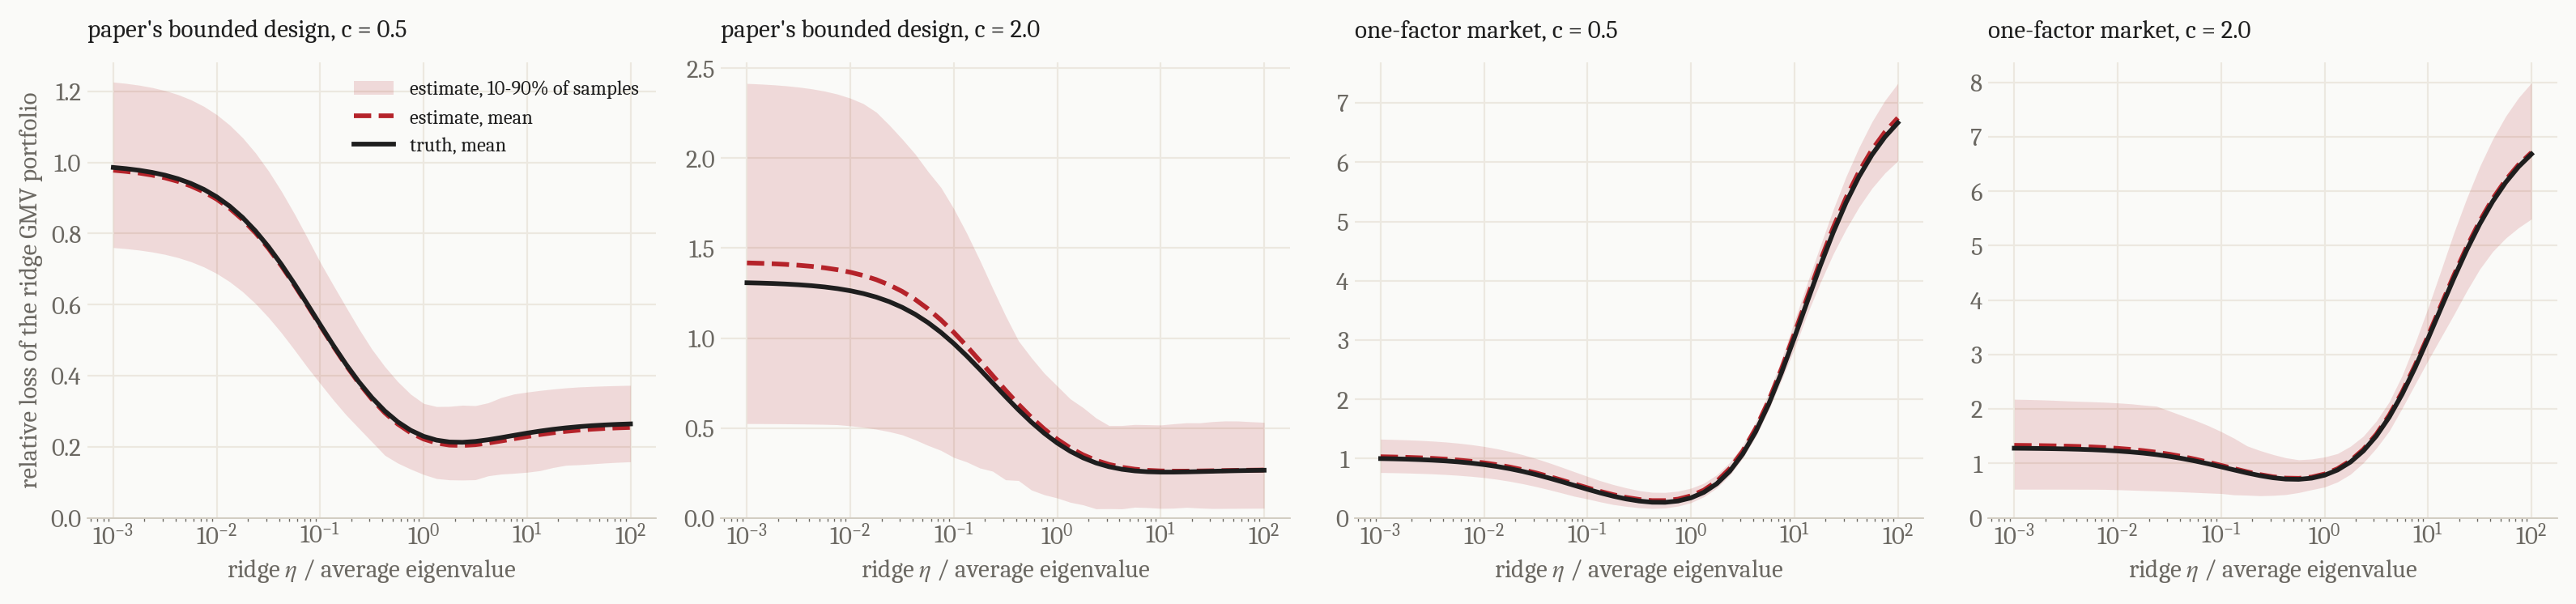 paper's bounded design, c = 0.5
relative loss of the ridge GMV portfolio
1.2
1.0
0.8
0.6
0.4
0.2
0.0
estimate, 10-90% of samples
estimate, mean
truth, mean
10⁻³ 10⁻² 10⁻¹ 10⁰ 10¹ 10²
ridge η / average eigenvalue
paper's bounded design, c = 2.0
2.5
2.0
1.5
1.0
0.5
0.0
10⁻³ 10⁻² 10⁻¹ 10⁰ 10¹ 10²
ridge η / average eigenvalue
one-factor market, c = 0.5
7
6
5
4
3
2
1
0
10⁻³ 10⁻² 10⁻¹ 10⁰ 10¹ 10²
ridge η / average eigenvalue
one-factor market, c = 2.0
8
7
6
5
4
3
2
1
0
10⁻³ 10⁻² 10⁻¹ 10⁰ 10¹ 10²
ridge η / average eigenvalue